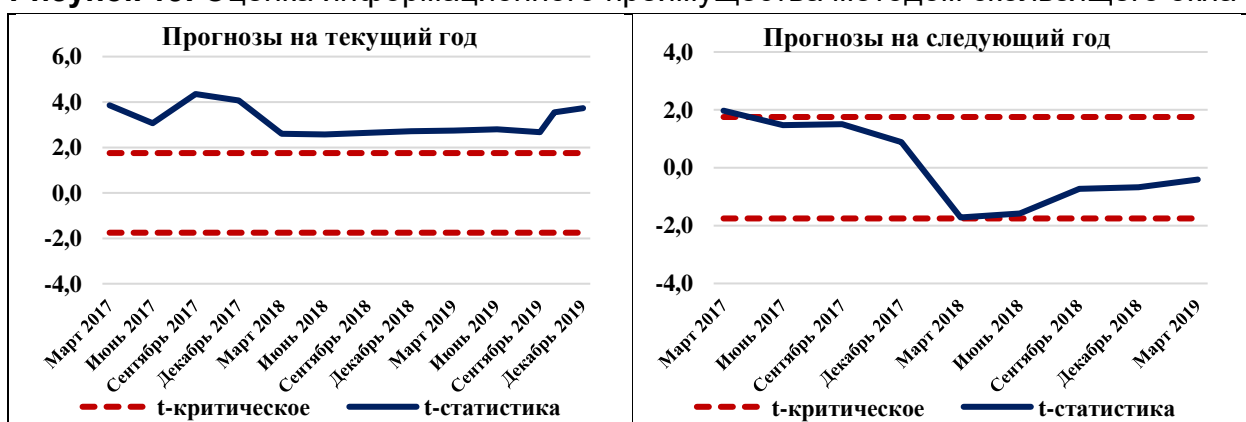 Прогнозы на текущий год
6,0
4,0
2,0
0,0
-2,0
-4,0
Март 2017
Июнь 2017
Сентябрь 2017
Декабрь 2017
Март 2018
Июнь 2018
Сентябрь 2018
Декабрь 2018
Март 2019
Июнь 2019
Сентябрь 2019
Декабрь 2019
t-критическое
t-статистика
Прогнозы на следующий год
4,0
2,0
0,0
-2,0
-4,0
Март 2017
Июнь 2017
Сентябрь 2017
Декабрь 2017
Март 2018
Июнь 2018
Сентябрь 2018
Декабрь 2018
Март 2019
t-критическое
t-статистика